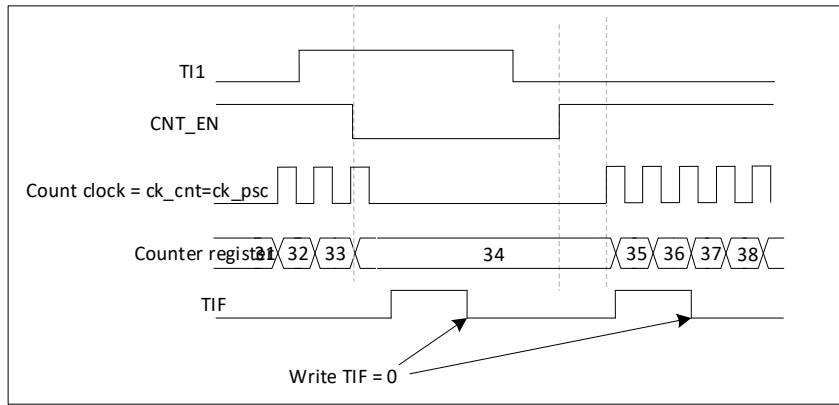 TI1
CNT_EN
Count clock = ck_cnt=ck_psc
Counter register 31 32 33 34 35 36 37 38
TIF
Write TIF = 0